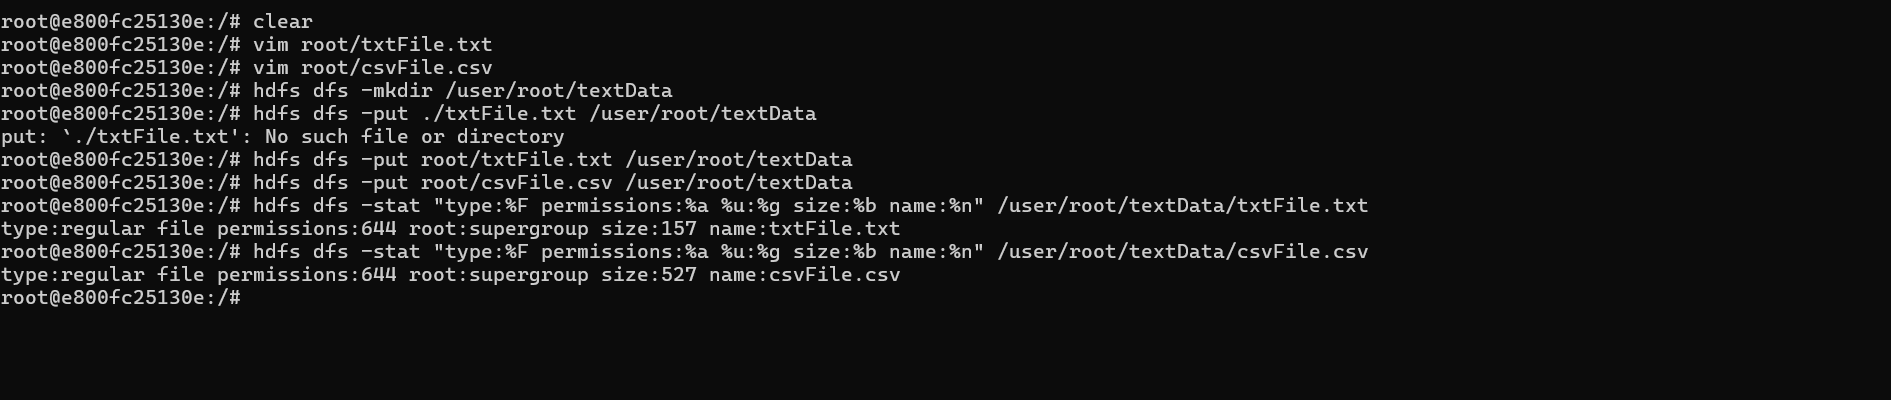 root@e800fc25130e:/# clear
root@e800fc25130e:/# vim root/txtFile.txt
root@e800fc25130e:/# vim root/csvFile.csv
root@e800fc25130e:/# hdfs dfs -mkdir /user/root/textData
root@e800fc25130e:/# hdfs dfs -put ./txtFile.txt /user/root/textData
put: `./txtFile.txt': No such file or directory
root@e800fc25130e:/# hdfs dfs -put root/txtFile.txt /user/root/textData
root@e800fc25130e:/# hdfs dfs -put root/csvFile.csv /user/root/textData
root@e800fc25130e:/# hdfs dfs -stat "type:%F permissions:%a %u:%g size:%b name:%n" /user/root/textData/txtFile.txt
type:regular file permissions:644 root:supergroup size:157 name:txtFile.txt
root@e800fc25130e:/# hdfs dfs -stat "type:%F permissions:%a %u:%g size:%b name:%n" /user/root/textData/csvFile.csv
type:regular file permissions:644 root:supergroup size:527 name:csvFile.csv
root@e800fc25130e:/#